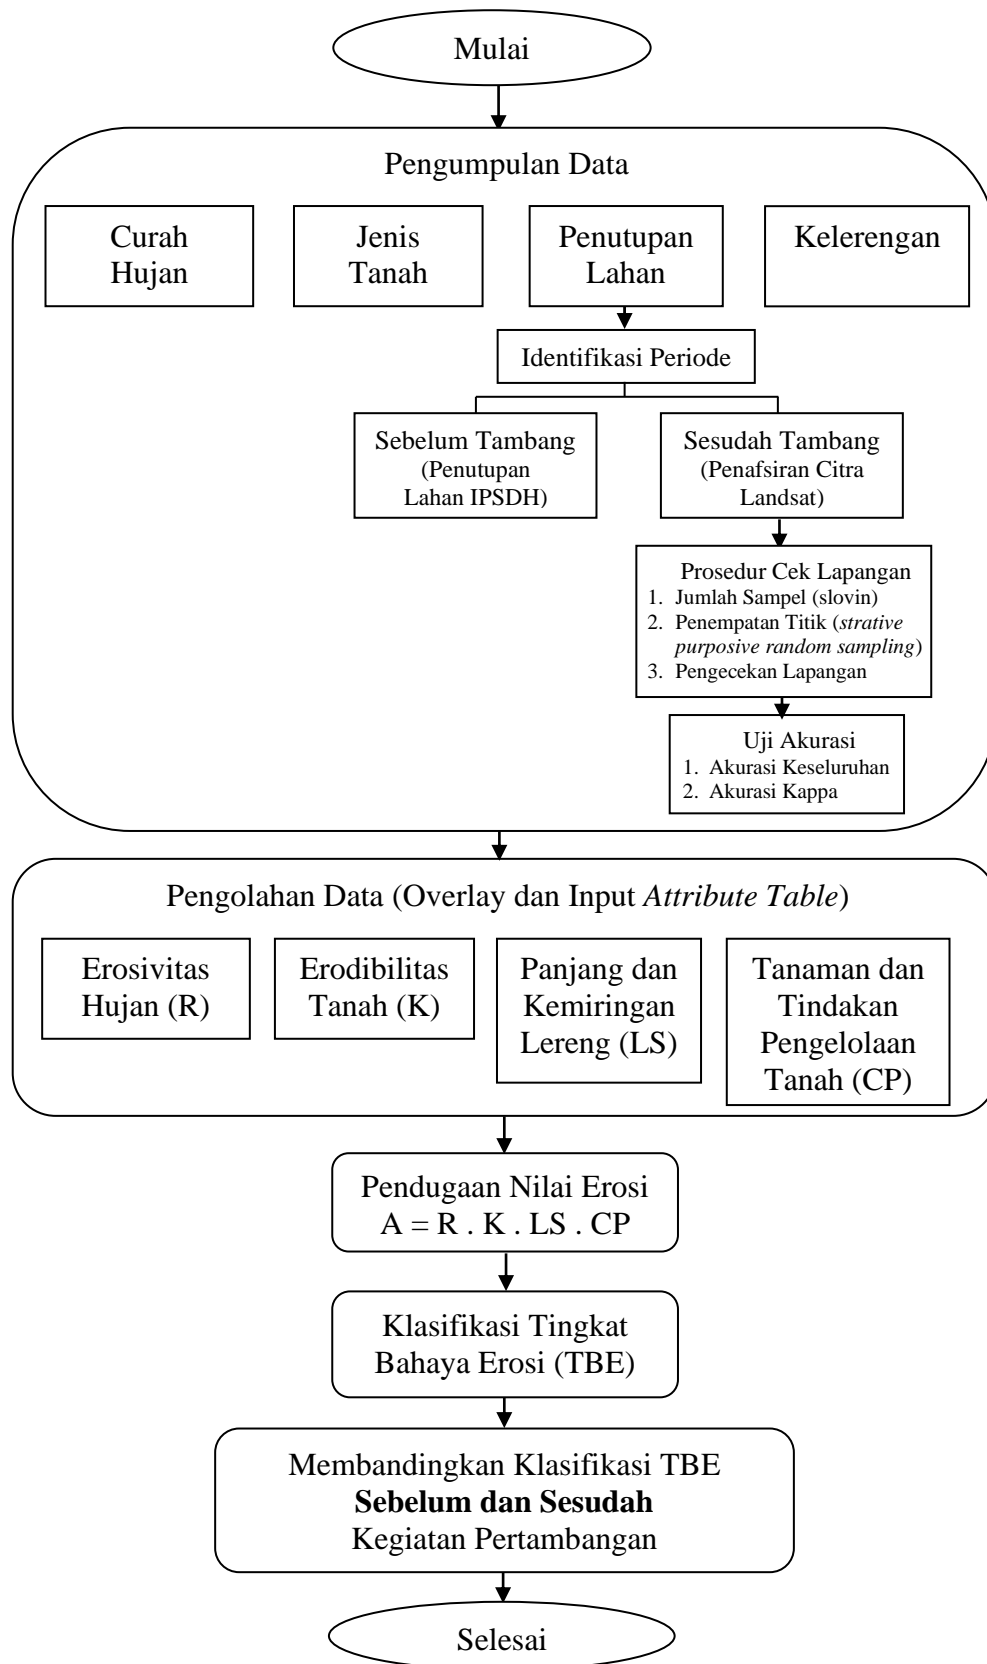 Mulai
Pengumpulan Data
Curah
Hujan
Jenis
Tanah
Penutupan
Lahan
Kelerengan
Identifikasi Periode
Sebelum Tambang
(Penutupan
Lahan IPSDH)
Sesudah Tambang
(Penafsiran Citra
Landsat)
Prosedur Cek Lapangan
1. Jumlah Sampel (slovin)
2. Penempatan Titik (strative
purposive random sampling)
3. Pengecekan Lapangan
Uji Akurasi
1. Akurasi Keseluruhan
2. Akurasi Kappa
Pengolahan Data (Overlay dan Input Attribute Table)
Erosivitas
Hujan (R)
Erodibilitas
Tanah (K)
Panjang dan
Kemiringan
Lereng (LS)
Tanaman dan
Tindakan
Pengelolaan
Tanah (CP)
Pendugaan Nilai Erosi
A = R . K . LS . CP
Klasifikasi Tingkat
Bahaya Erosi (TBE)
Membandingkan Klasifikasi TBE
Sebelum dan Sesudah
Kegiatan Pertambangan
Selesai